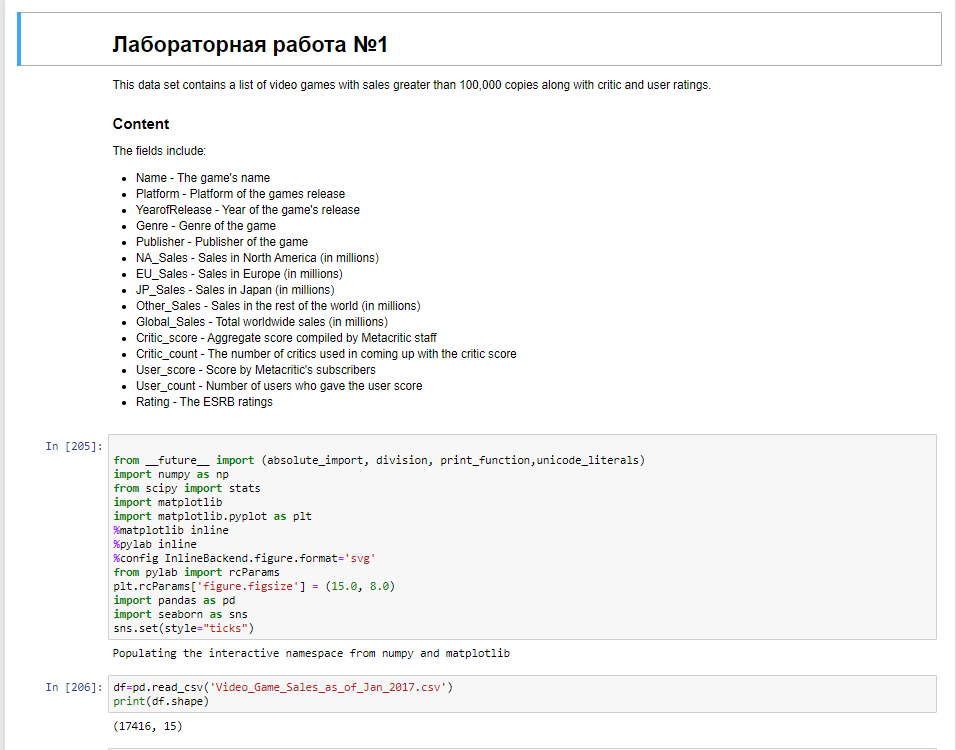 Лабораторная работа №1
This data set contains a list of video games with sales greater than 100,000 copies along with critic and user ratings.
Content
The fields include:
• Name - The game's name
• Platform - Platform of the games release
• YearofRelease - Year of the game's release
• Genre - Genre of the game
• Publisher - Publisher of the game
• NA_Sales - Sales in North America (in millions)
• EU_Sales - Sales in Europe (in millions)
• JP_Sales - Sales in Japan (in millions)
• Other_Sales - Sales in the rest of the world (in millions)
• Global_Sales - Total worldwide sales (in millions)
• Critic_score - Aggregate score compiled by Metacritic staff
• Critic_count - The number of critics used in coming up with the critic score
• User_score - Score by Metacritic's subscribers
• User_count - Number of users who gave the user score
• Rating - The ESRB ratings
In [205]:
from __future__ import (absolute_import, division, print_function,unicode_literals)
import numpy as np
from scipy import stats
import matplotlib
import matplotlib.pyplot as plt
%matplotlib inline
%pylab inline
%config InlineBackend.figure.format='svg'
from pylab import rcParams
plt.rcParams['figure.figsize'] = (15.0, 8.0)
import pandas as pd
import seaborn as sns
sns.set(style="ticks")
Populating the interactive namespace from numpy and matplotlib
In [206]: df=pd.read_csv('Video_Game_Sales_as_of_Jan_2017.csv')
print(df.shape)
(17416, 15)